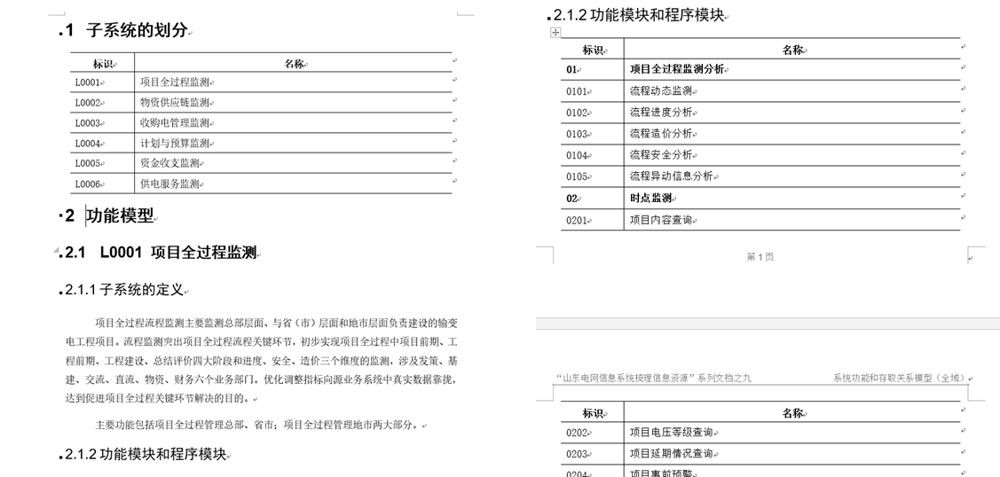 1 子系统的划分
标识 名称
L0001 项目全过程监测
L0002 物资供应链监测
L0003 收购电管理监测
L0004 计划与预算监测
L0005 资金收支监测
L0006 供电服务监测
2 功能模型
2.1 L0001 项目全过程监测
2.1.1 子系统的定义
项目全过程流程监测主要监测总部层面、与省（市）层面和地市层面负责建设的输变
电工程项目。流程监测突出项目全过程流程关键环节，初步实现项目全过程中项目前期、工
程前期、工程建设、总结评价四大阶段和进度、安全、造价三个维度的监测，涉及发策、基
建、交流、直流、物资、财务六个业务部门。优化调整指标向源业务系统中真实数据靠拢，
达到促进项目全过程关键环节解决的目的。
主要功能包括项目全过程管理总部、省市；项目全过程管理地市两大部分。
2.1.2 功能模块和程序模块
2.1.2 功能模块和程序模块
标识 名称
01 项目全过程监测分析
0101 流程动态监测
0102 流程进度分析
0103 流程造价分析
0104 流程安全分析
0105 流程异动信息分析
02 时点监测
0201 项目内容查询
第 1 页
“山东电网信息系统梳理信息资源”系列文档之九 系统功能和存取关系模型（全域）
标识 名称
0202 项目电压等级查询
0203 项目延期情况查询
0204 项目事前预警